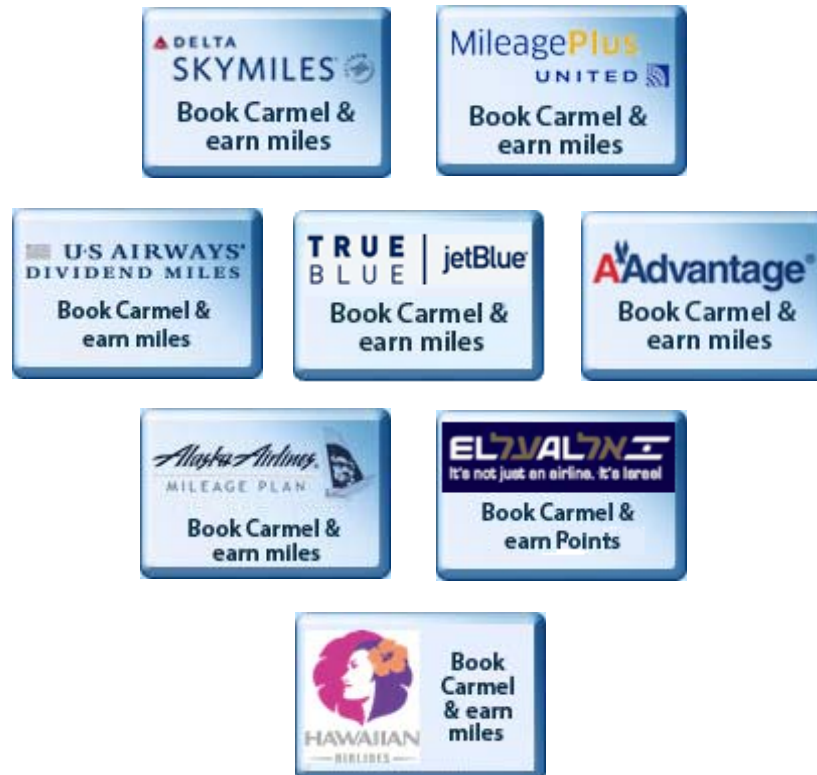 DELTA
SKYMILES
Book Carmel &
earn miles
MileagePlus
UNITED
Book Carmel &
earn miles
U·S AIRWAYS'
DIVIDEND MILES
Book Carmel &
earn miles
TRUE
BLUE
jetBlue
Book Carmel &
earn miles
AAdvantage®
Book Carmel &
earn miles
Alaska Airlines®
MILEAGE PLAN
Book Carmel &
earn miles
ELALאלעל
It's not just an airline. It's Israel
Book Carmel &
earn Points
HAWAIIAN
AIRLINES
Book
Carmel
& earn
miles